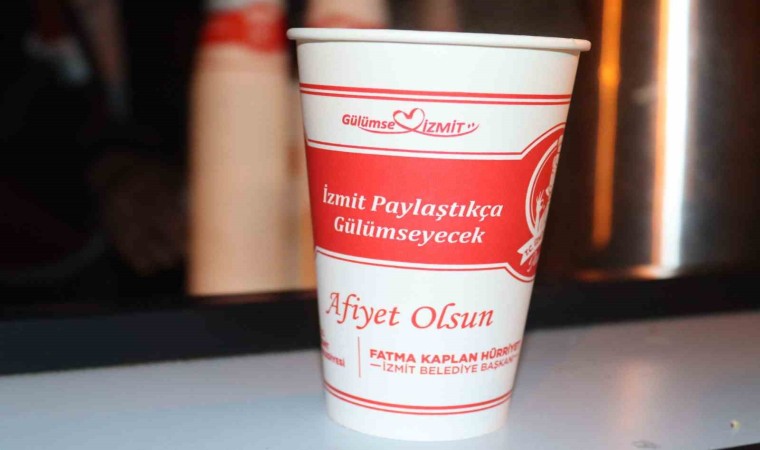 Gülümse İZMİT
İzmit Paylaştıkça
Gülümseyecek
Afiyet Olsun
FATMA KAPLAN HÜRRİYET
İZMİT BELEDİYE BAŞKANI